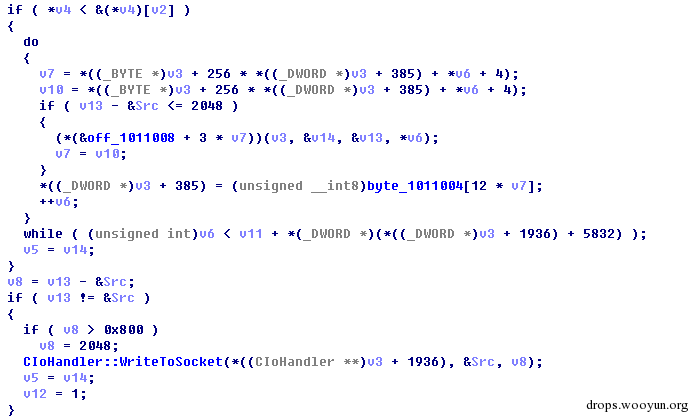 if ( *v4 < &(*v4)[v2] )
{
do
{
v7 = *((_BYTE *)v3 + 256 * *((_DWORD *)v3 + 385) + *v6 + 4);
v10 = *((_BYTE *)v3 + 256 * *((_DWORD *)v3 + 385) + *v6 + 4);
if ( v13 - &Src <= 2048 )
{
(*(&off_1011008 + 3 * v7))(v3, &v14, &v13, *v6);
v7 = v10;
}
*((_DWORD *)v3 + 385) = (unsigned __int8)byte_1011004[12 * v7];
++v6;
}
while ( (unsigned int)v6 < v11 + *(_DWORD *)(*((_DWORD *)v3 + 1936) + 5832) );
v5 = v14;
}
v8 = v13 - &Src;
if ( v13 != &Src )
{
if ( v8 > 0x800 )
v8 = 2048;
CIoHandler::WriteToSocket(*((CIoHandler **)v3 + 1936), &Src, v8);
v5 = v14;
v12 = 1;
}
drops.wooyun.org